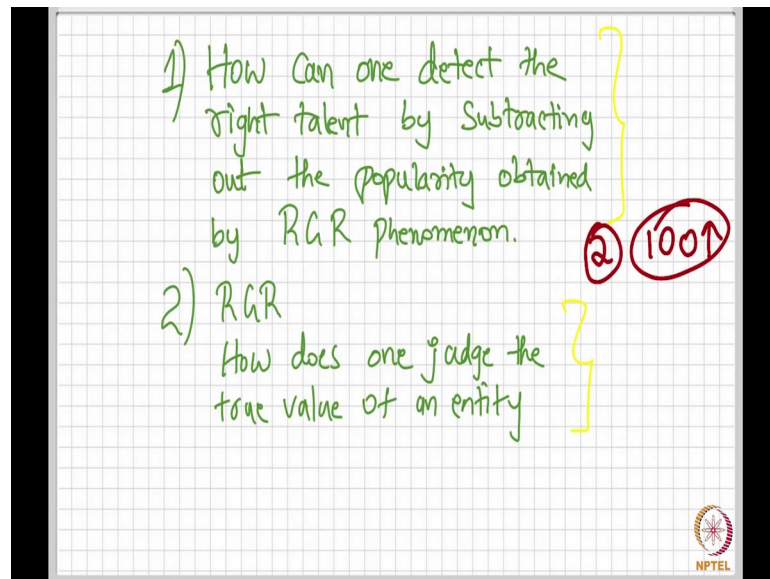 1) How Can one detect the
right talent by Subtracting
out the popularity obtained
by RGR Phenomenon.
2 100↑
2) RGR
How does one judge the
true value of an entity
NPTEL